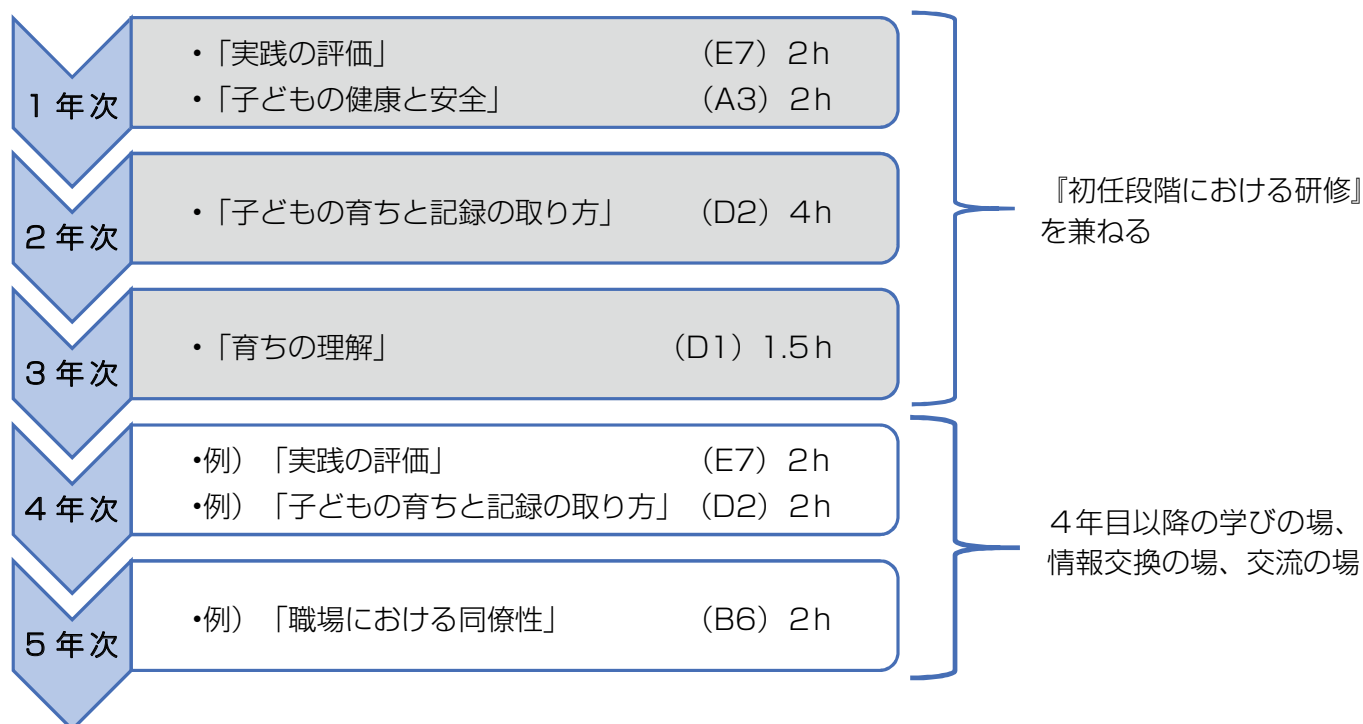 1年次
・「実践の評価」 （E7）2h
・「子どもの健康と安全」 （A3）2h
2年次
・「子どもの育ちと記録の取り方」 （D2）4h
3年次
・「育ちの理解」 （D1）1.5h
『初任段階における研修』
を兼ねる
4年次
・例）「実践の評価」 （E7）2h
・例）「子どもの育ちと記録の取り方」（D2）2h
5年次
・例）「職場における同僚性」 （B6）2h
４年目以降の学びの場、
情報交換の場、交流の場